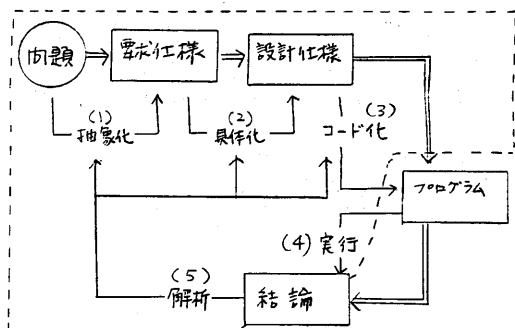 問題
要求仕様
設計仕様
(1)
抽象化
(2)
具体化
(3)
コード化
プログラム
(4) 実行
(5)
解析
結論